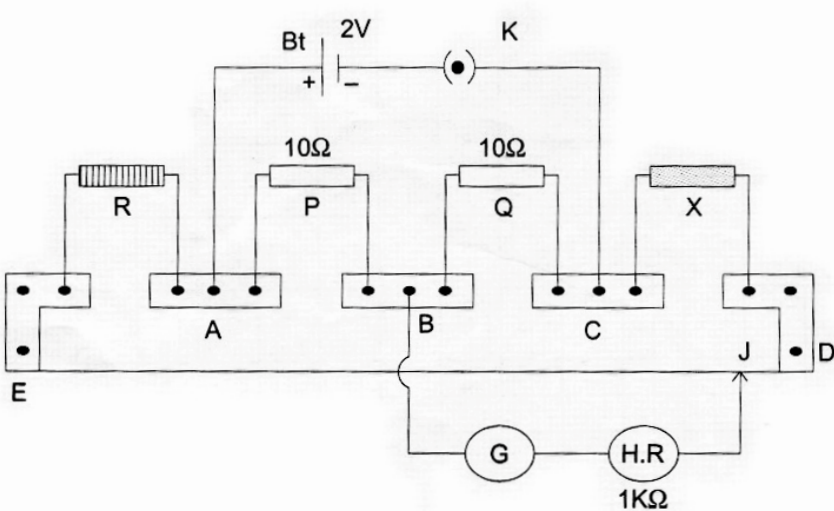 Bt 2V K
+ −
10Ω 10Ω
R P Q X
A B C J D
E
G H.R
1KΩ